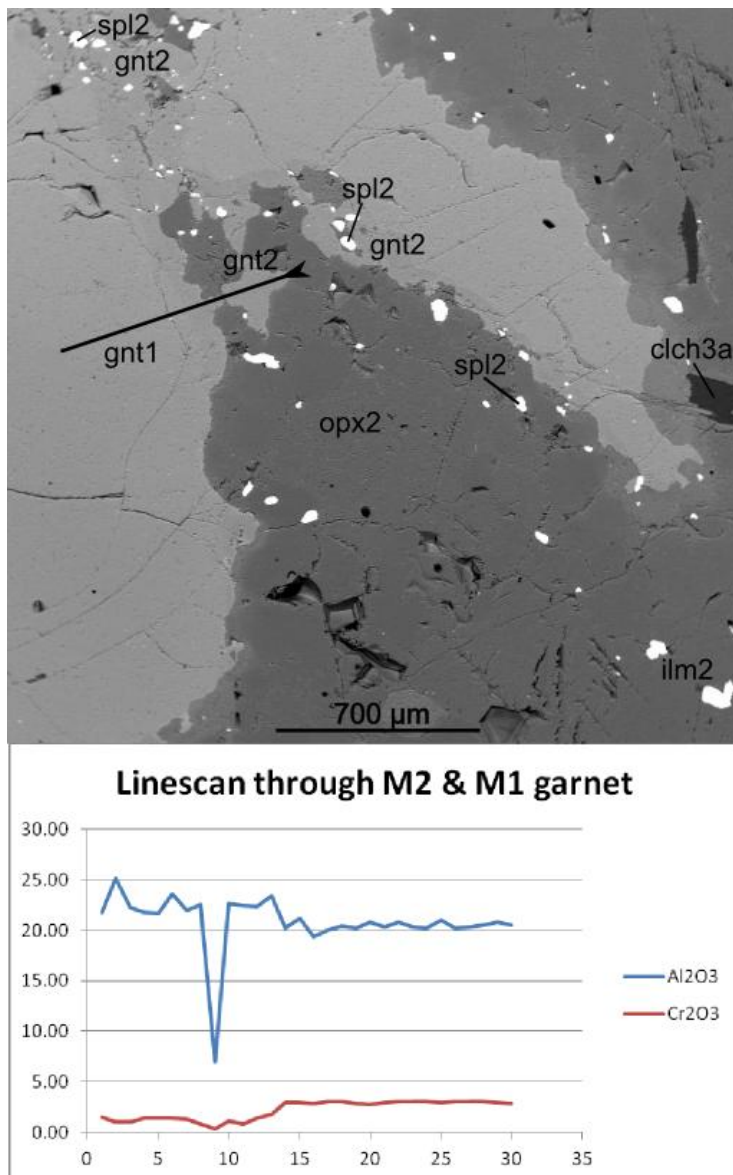 spl2
gnt2
spl2
gnt2
gnt2
gnt1
clch3a
spl2
opx2
ilm2
700 µm
Linescan through M2 & M1 garnet
30.00
25.00
20.00
15.00
10.00
5.00
0.00
0 5 10 15 20 25 30 35
Al2O3
Cr2O3